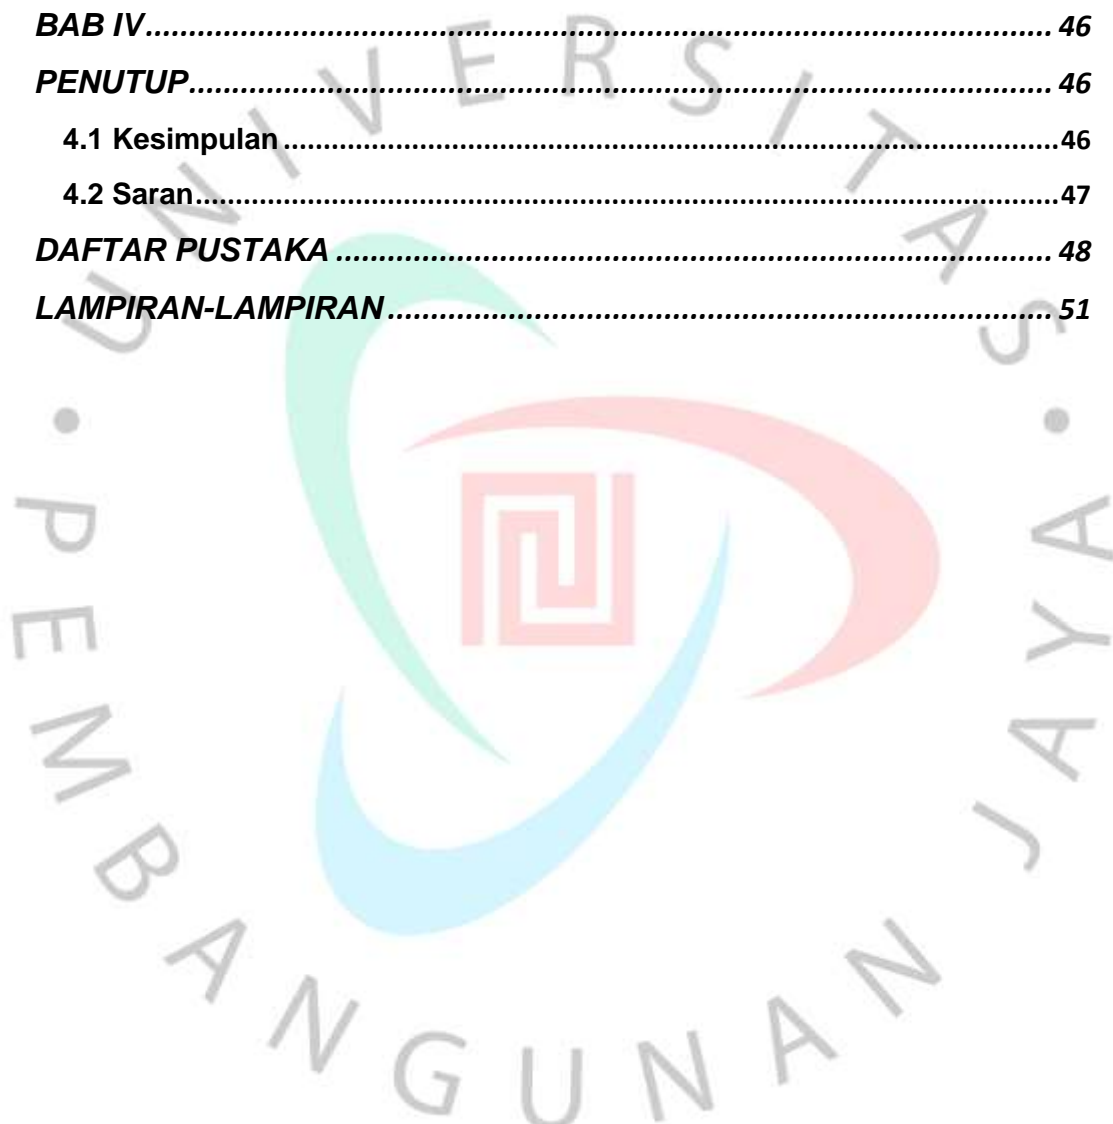 BAB IV........................................................................................................ 46
PENUTUP................................................................................................... 46
4.1 Kesimpulan..............................................................................................46
4.2 Saran........................................................................................................47
DAFTAR PUSTAKA .................................................................................. 48
LAMPIRAN-LAMPIRAN.............................................................................51
UNIVERSITAS • PEMBANGUNAN JAYA •